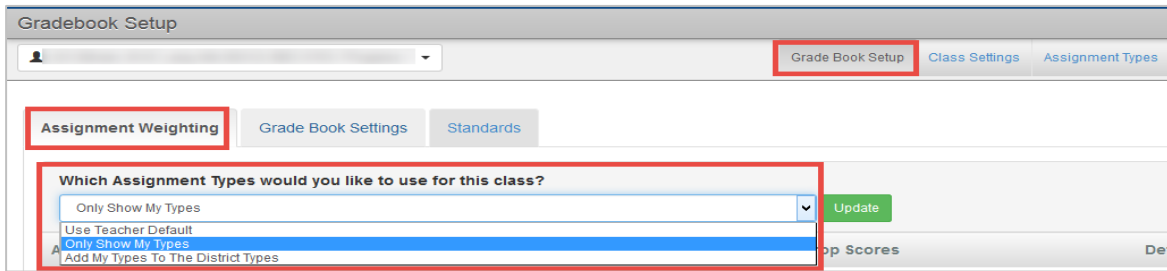 Gradebook Setup
Grade Book Setup Class Settings Assignment Types
Assignment Weighting Grade Book Settings Standards
Which Assignment Types would you like to use for this class?
Only Show My Types Update
Use Teacher Default
Only Show My Types
Add My Types To The District Types
Scores